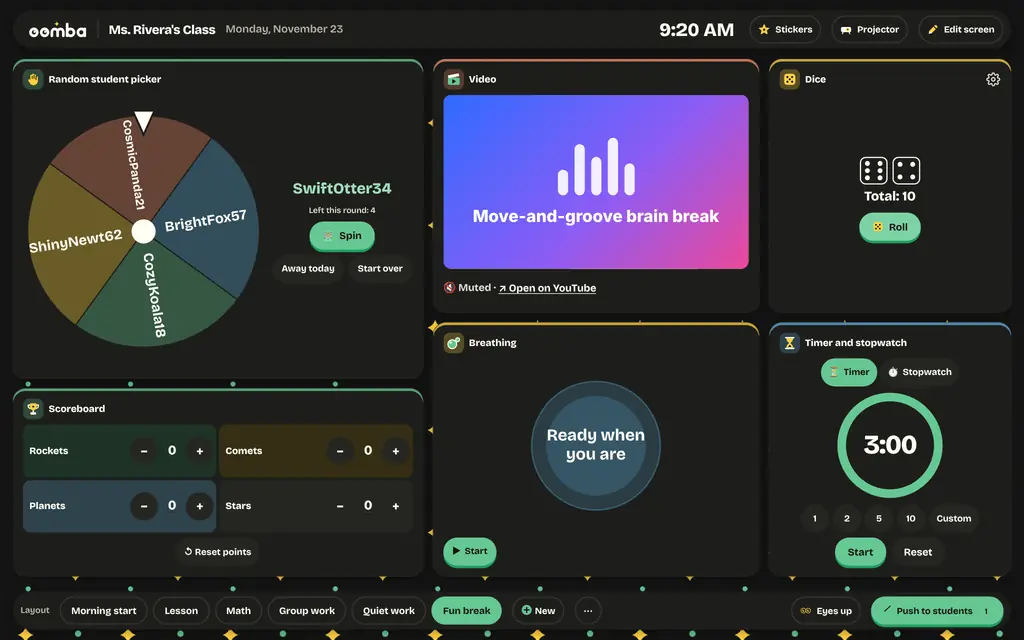 oomba
Ms. Rivera's Class
Monday, November 23
9:20 AM
Stickers
Projector
Edit screen
Random student picker
CosmicPanda21
BrightFox57
ShinyNewt62
CozyKoala18
SwiftOtter34
Left this round: 4
Spin
Away today
Start over
Video
Move-and-groove brain break
Muted · ↗ Open on YouTube
Dice
Total: 10
Roll
Scoreboard
Rockets
− 0 +
Comets
− 0 +
Planets
− 0 +
Stars
− 0 +
Reset points
Breathing
Ready when
you are
Start
Timer and stopwatch
Timer
Stopwatch
3:00
1
2
5
10
Custom
Start
Reset
Layout
Morning start
Lesson
Math
Group work
Quiet work
Fun break
New
...
Eyes up
Push to students 1